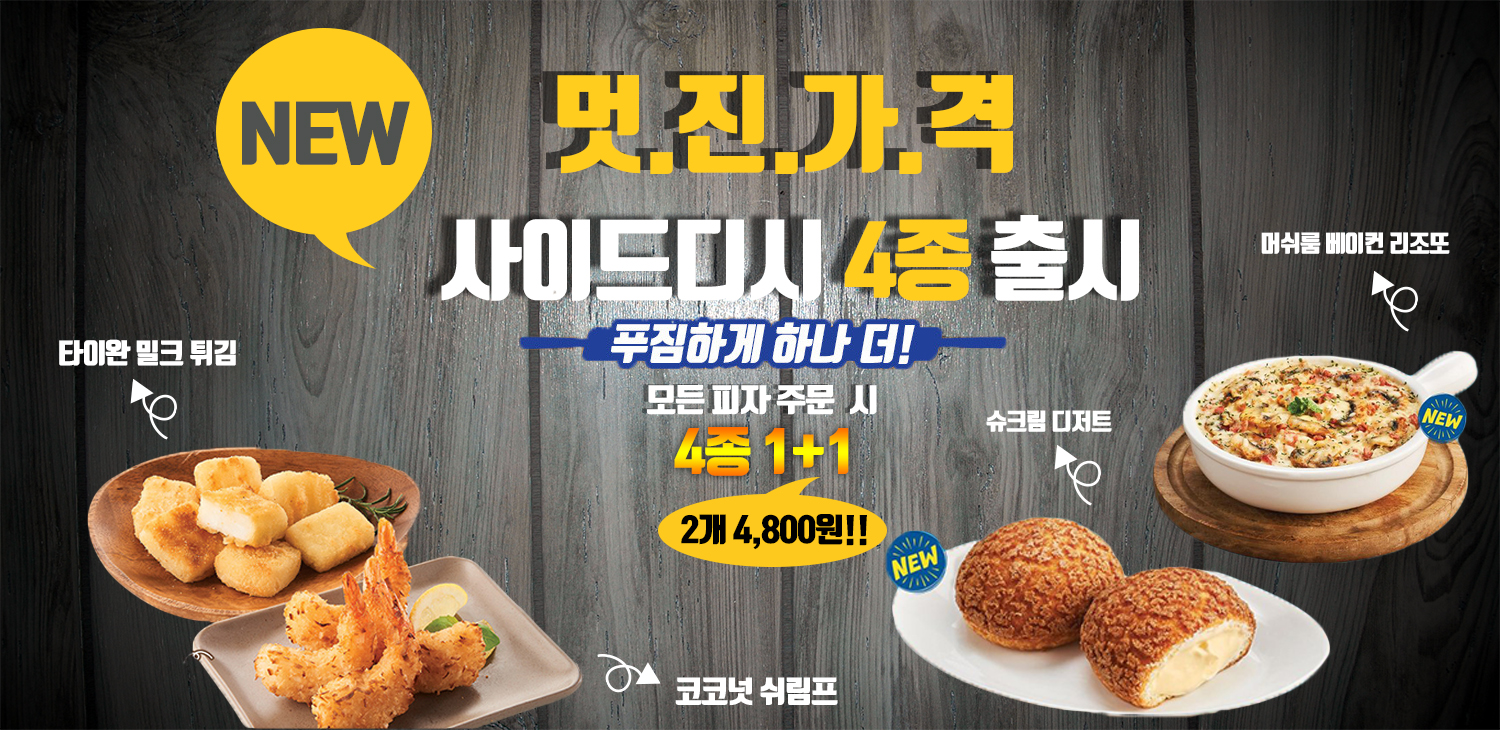 NEW
멋.진.가.격
사이드디시 4종 출시
푸짐하게 하나 더!
모든 피자 주문 시
4종 1+1
2개 4,800원!!
타이완 밀크 튀김
머쉬룸 베이컨 리조또
NEW
슈크림 디저트
NEW
코코넛 쉬림프